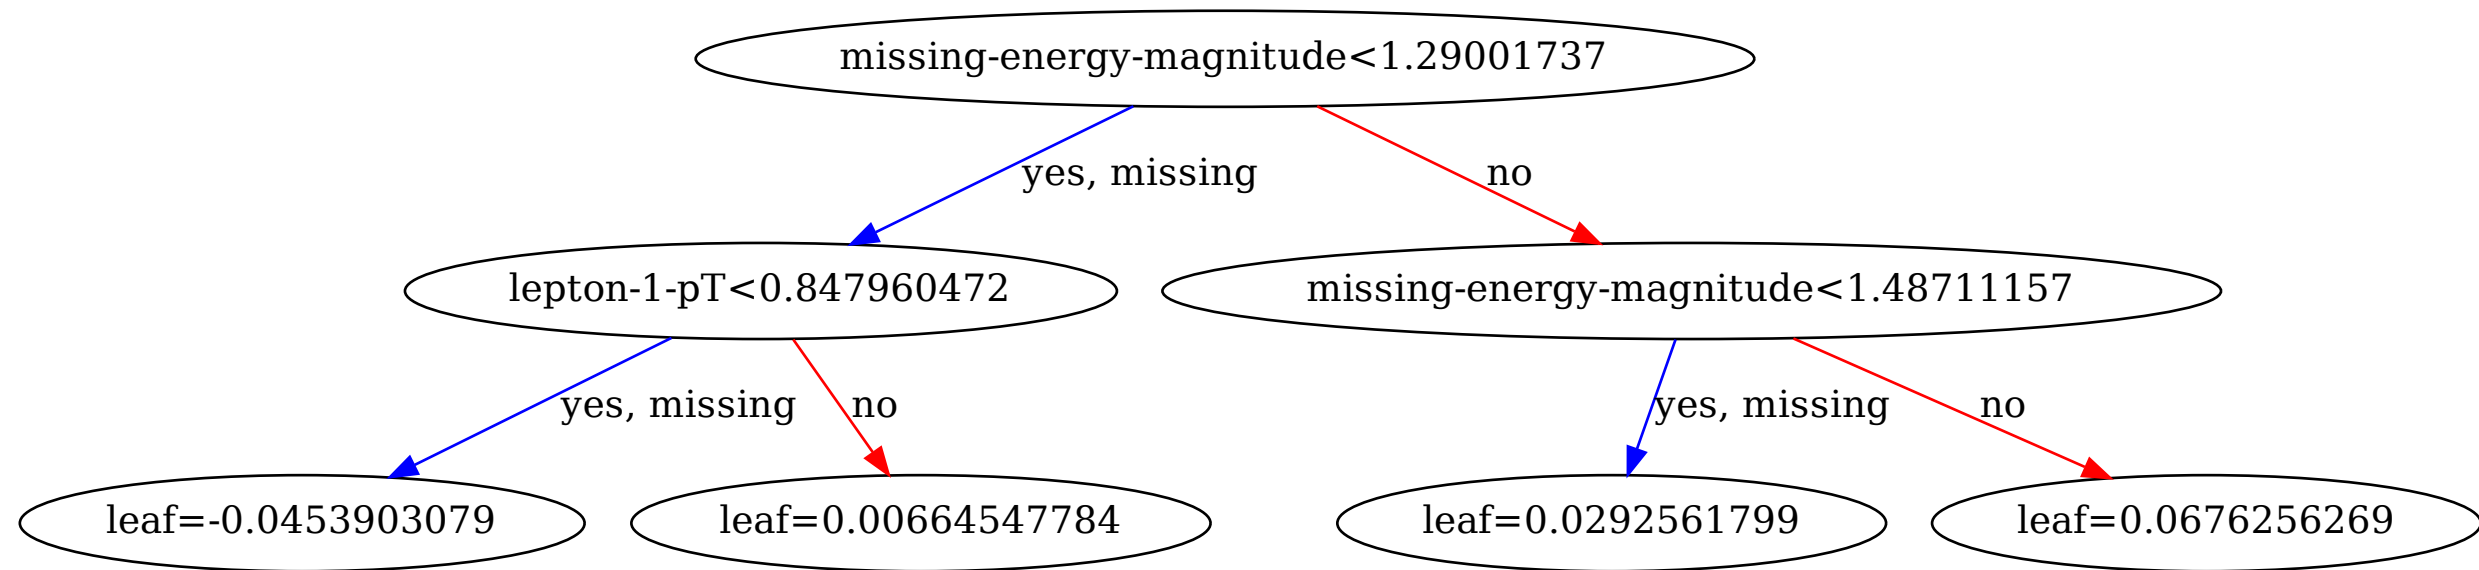 missing-energy-magnitude<1.29001737
yes, missing
no
lepton-1-pT<0.847960472
missing-energy-magnitude<1.48711157
yes, missing
no
yes, missing
no
leaf=-0.0453903079
leaf=0.00664547784
leaf=0.0292561799
leaf=0.0676256269